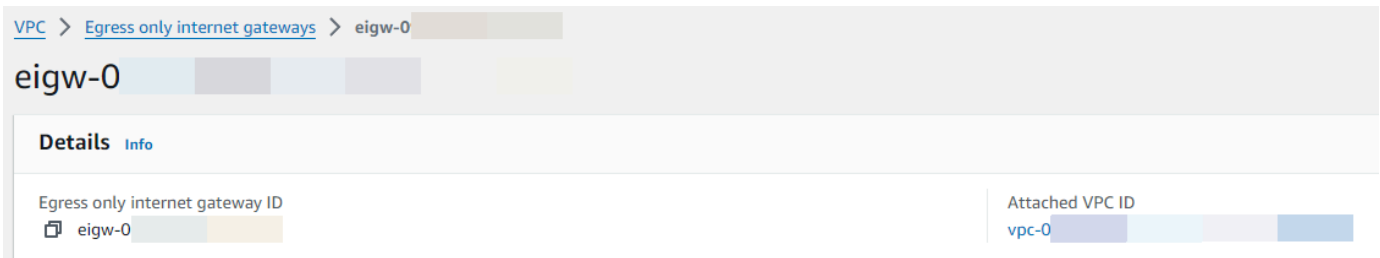 VPC > Egress only internet gateways > eigw-0
eigw-0
Details Info
Egress only internet gateway ID
eigw-0
Attached VPC ID
vpc-0